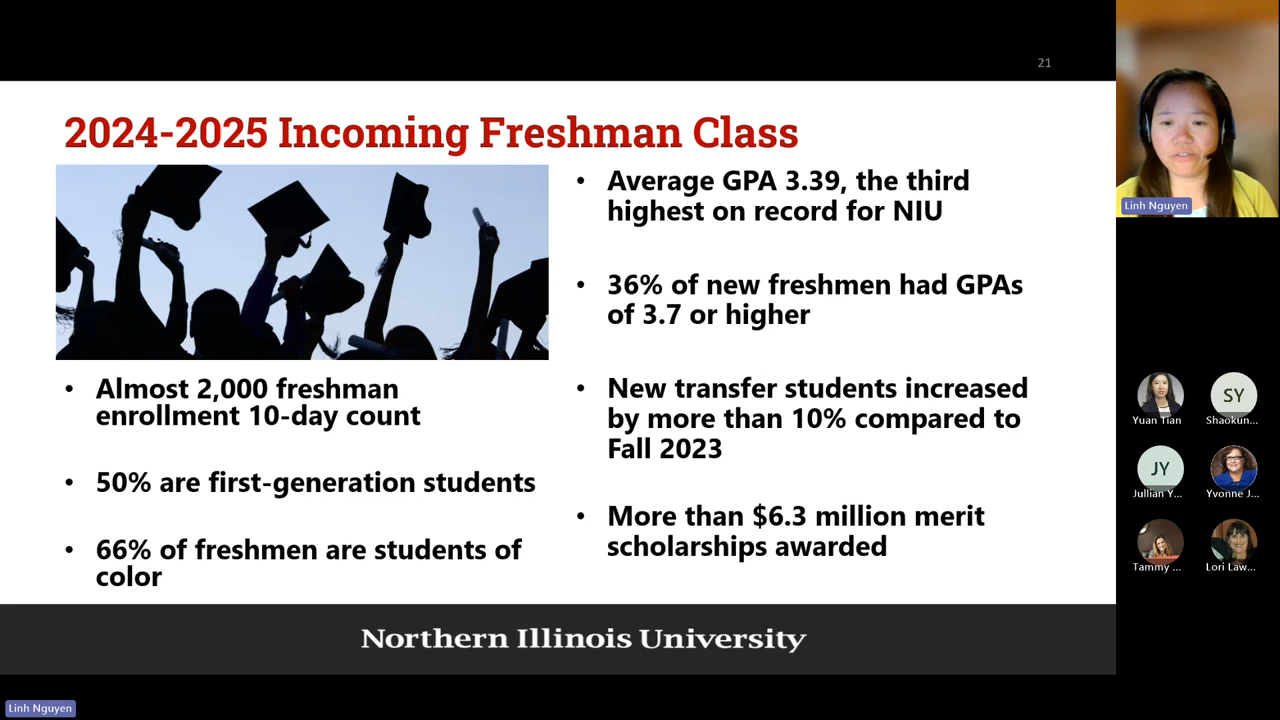 21
2024-2025 Incoming Freshman Class
• Almost 2,000 freshman
enrollment 10-day count
• 50% are first-generation students
• 66% of freshmen are students of
color
• Average GPA 3.39, the third
highest on record for NIU
• 36% of new freshmen had GPAs
of 3.7 or higher
• New transfer students increased
by more than 10% compared to
Fall 2023
• More than $6.3 million merit
scholarships awarded
Northern Illinois University
Linh Nguyen
Linh Nguyen
Yuan Tian
SY
Shaokun...
JY
Jullian Y...
Yvonne J...
Tammy ...
Lori Law...